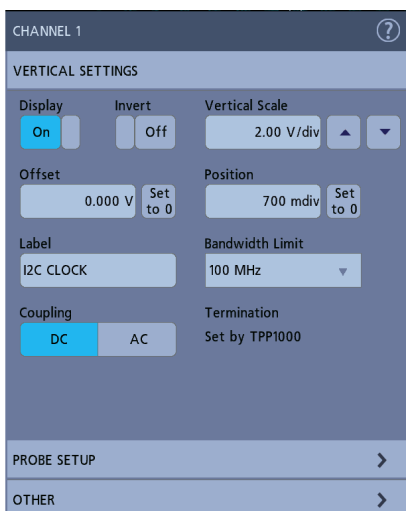 CHANNEL 1
?
VERTICAL SETTINGS
Display Invert Vertical Scale
On Off 2.00 V/div
Offset Position
0.000 V Set to 0 700 mdiv Set to 0
Label Bandwidth Limit
I2C CLOCK 100 MHz
Coupling Termination
DC AC Set by TPP1000
PROBE SETUP
OTHER